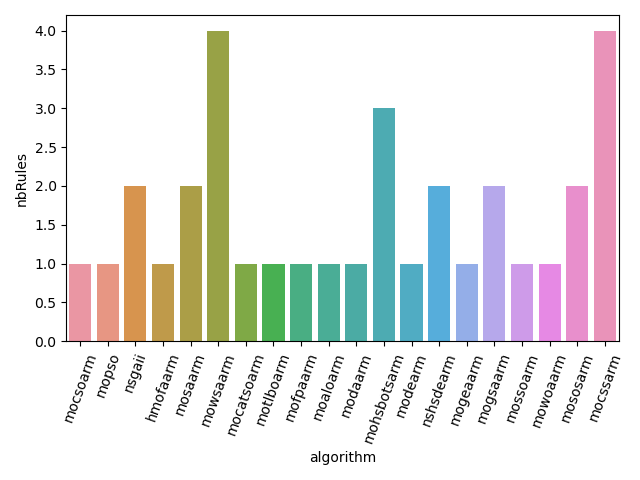 4.0
3.5
3.0
2.5
2.0
1.5
1.0
0.5
0.0
nbRules
mocsoarm
mopso
nsgaii
hmofaarm
mosaarm
mowsaarm
mocatsoarm
motlboarm
mofpaarm
moaloarm
modaarm
mohsbotsarm
modearm
nshsdearm
mogeaarm
mogsaarm
mossoarm
mowoaarm
mososarm
mocssarm
algorithm